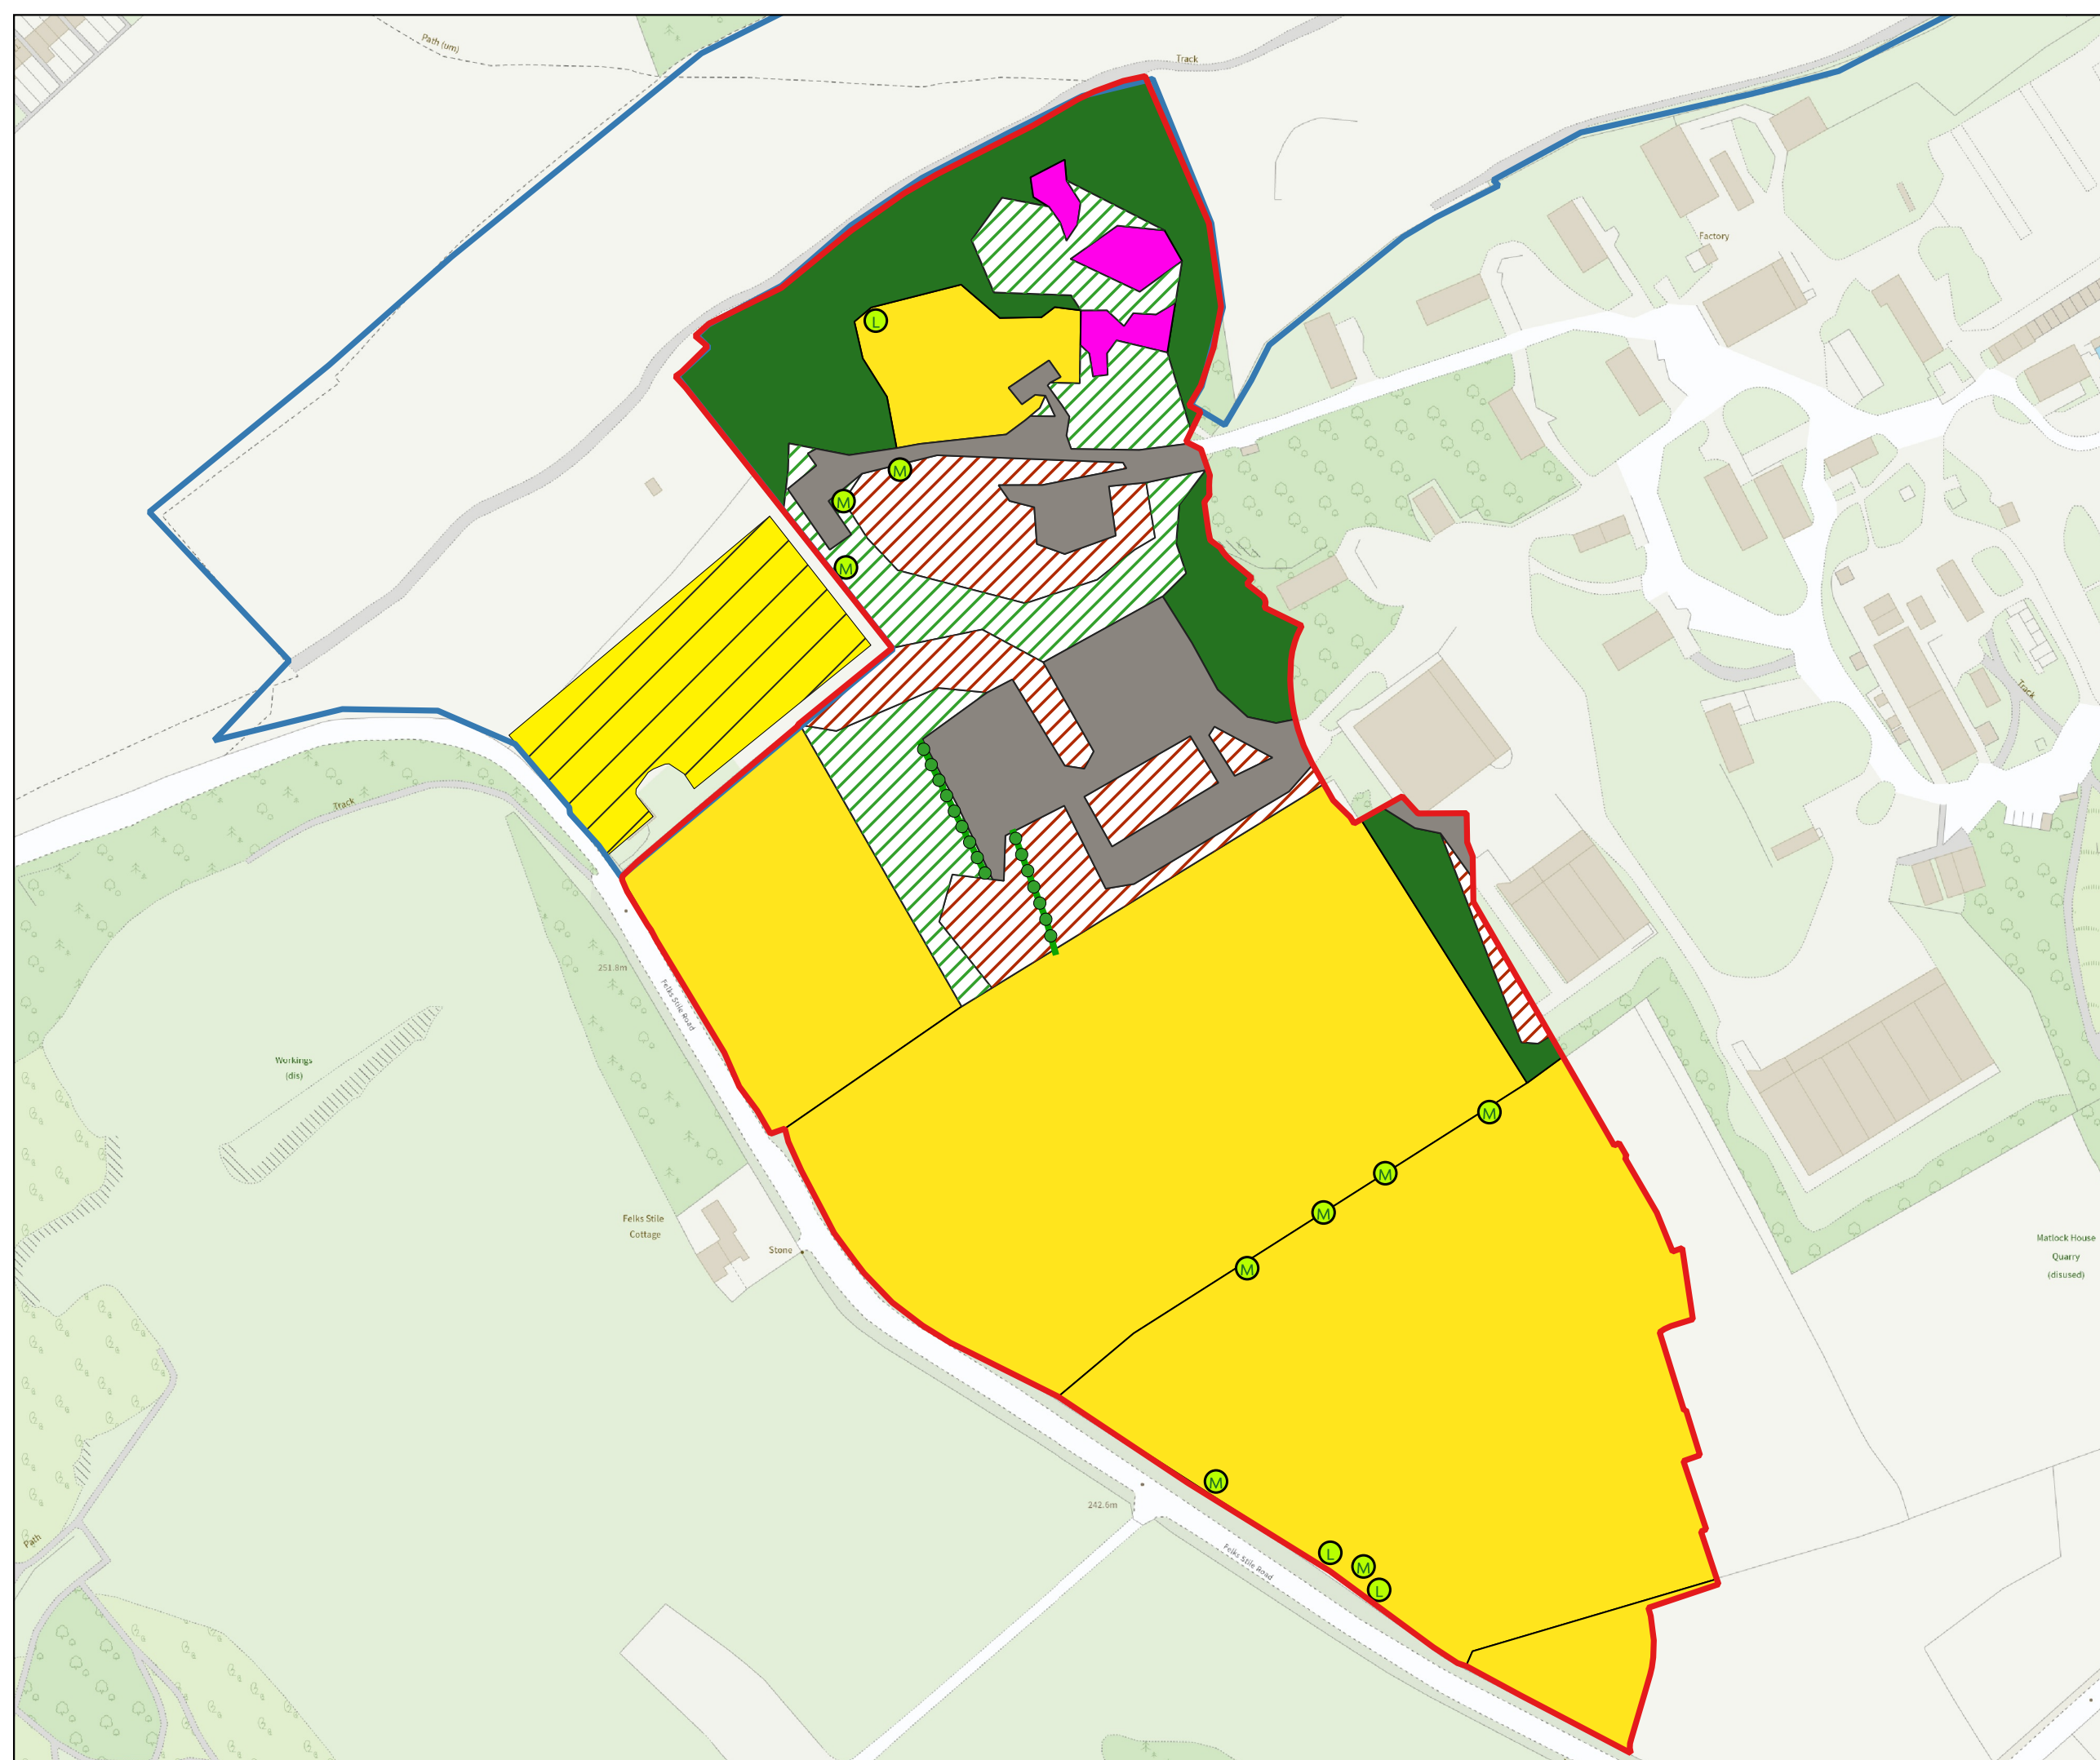 Path (um)
Track
Factory
L
M
M
M
Track
Track
251.8m
Felks Stile Road
Workings
(dis)
M
M
Felks Stile
Cottage
M
Stone
M
Matlock House
Quarry
(disused)
M
242.6m
Path
Felks Stile Road
L
M
L